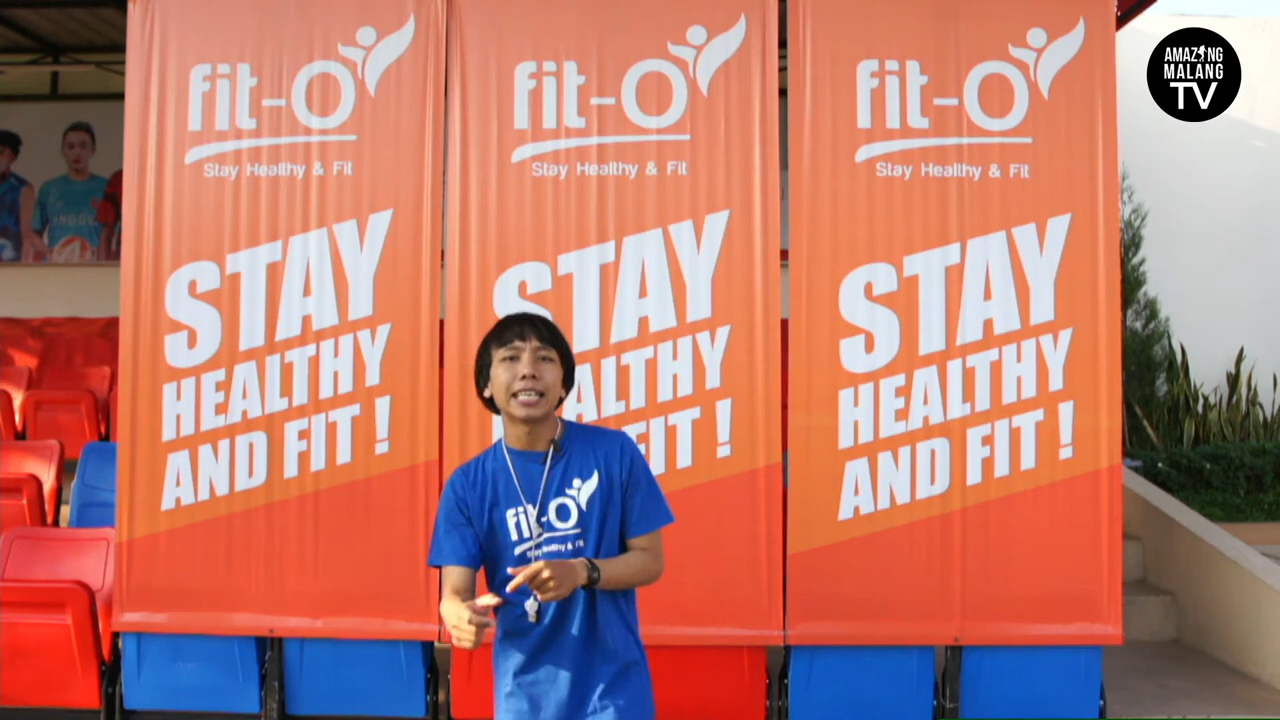 fit-O
Stay Healthy & Fit
STAY
HEALTHY
AND FIT !
fit-O
Stay Healthy & Fit
STAY
ALTHY
FIT !
fit-O
Stay Healthy & Fit
STAY
HEALTHY
AND FIT !
AMAZING
MALANG
TV
fit-O
Stay Healthy & Fit